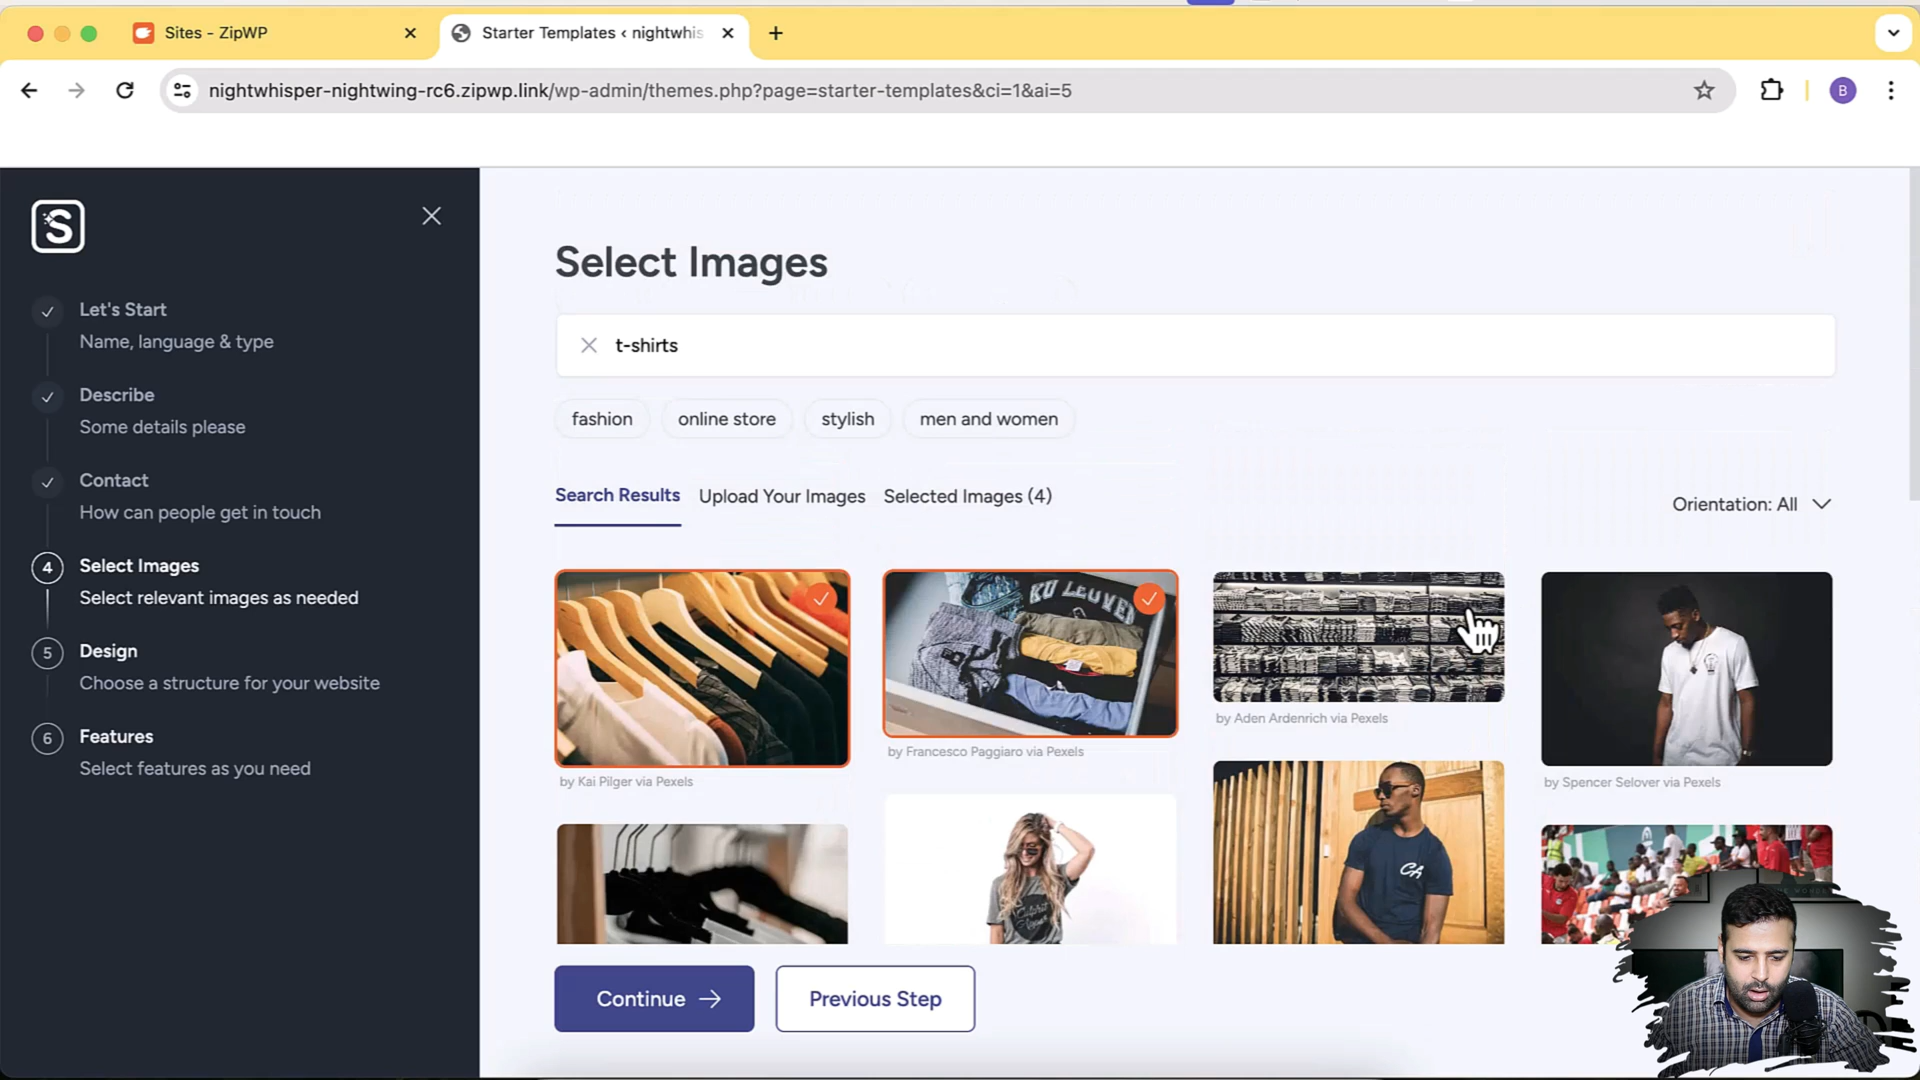 Sites - ZipWP
Starter Templates ‹ nightwhis
nightwhisper-nightwing-rc6.zipwp.link/wp-admin/themes.php?page=starter-templates&ci=1&ai=5
B
S
Let's Start
Name, language & type
Describe
Some details please
Contact
How can people get in touch
4
Select Images
Select relevant images as needed
5
Design
Choose a structure for your website
6
Features
Select features as you need
Select Images
t-shirts
fashion
online store
stylish
men and women
Search Results
Upload Your Images
Selected Images (4)
Orientation: All
KU LEUVEN
by Kai Pilger via Pexels
by Francesco Paggiaro via Pexels
by Aden Ardenrich via Pexels
by Spencer Selover via Pexels
CA
Continue
Previous Step